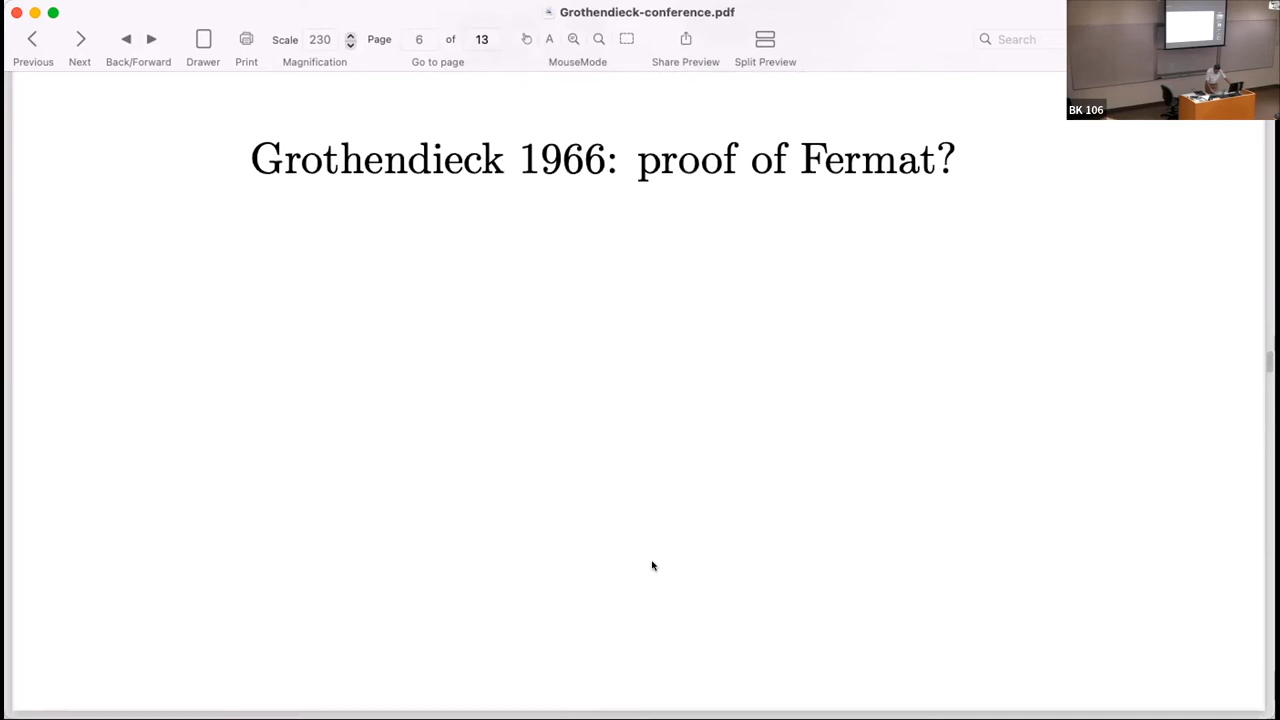 Grothendieck-conference.pdf
Scale 230 Page 6 of 13 A Search
Previous Next Back/Forward Drawer Print Magnification Go to page MouseMode Share Preview Split Preview
BK 106
Grothendieck 1966: proof of Fermat?